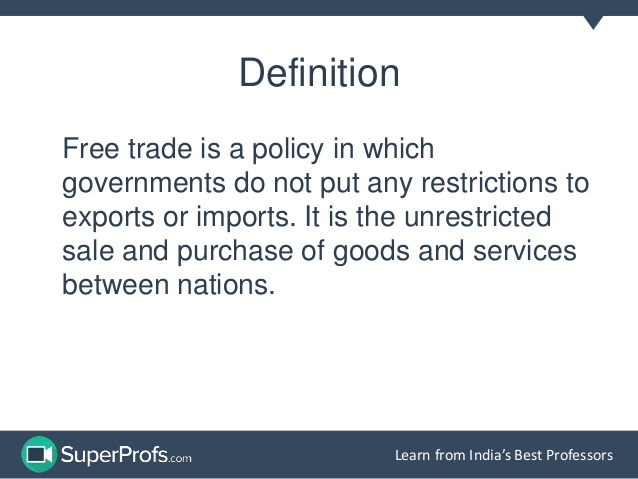 Definition
Free trade is a policy in which
governments do not put any restrictions to
exports or imports. It is the unrestricted
sale and purchase of goods and services
between nations.
SuperProfs.com
Learn from India’s Best Professors